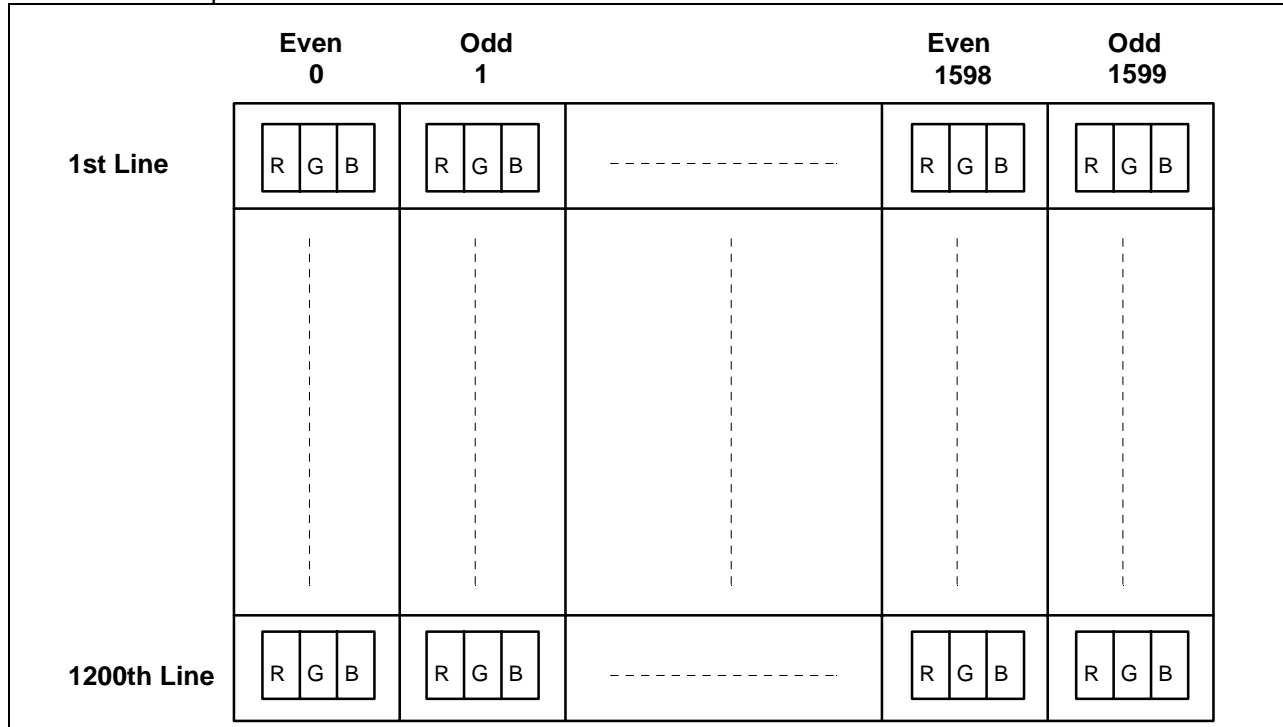 Even Odd Even Odd
0 1 1598 1599
1st Line R G B R G B R G B R G B
1200th Line R G B R G B R G B R G B